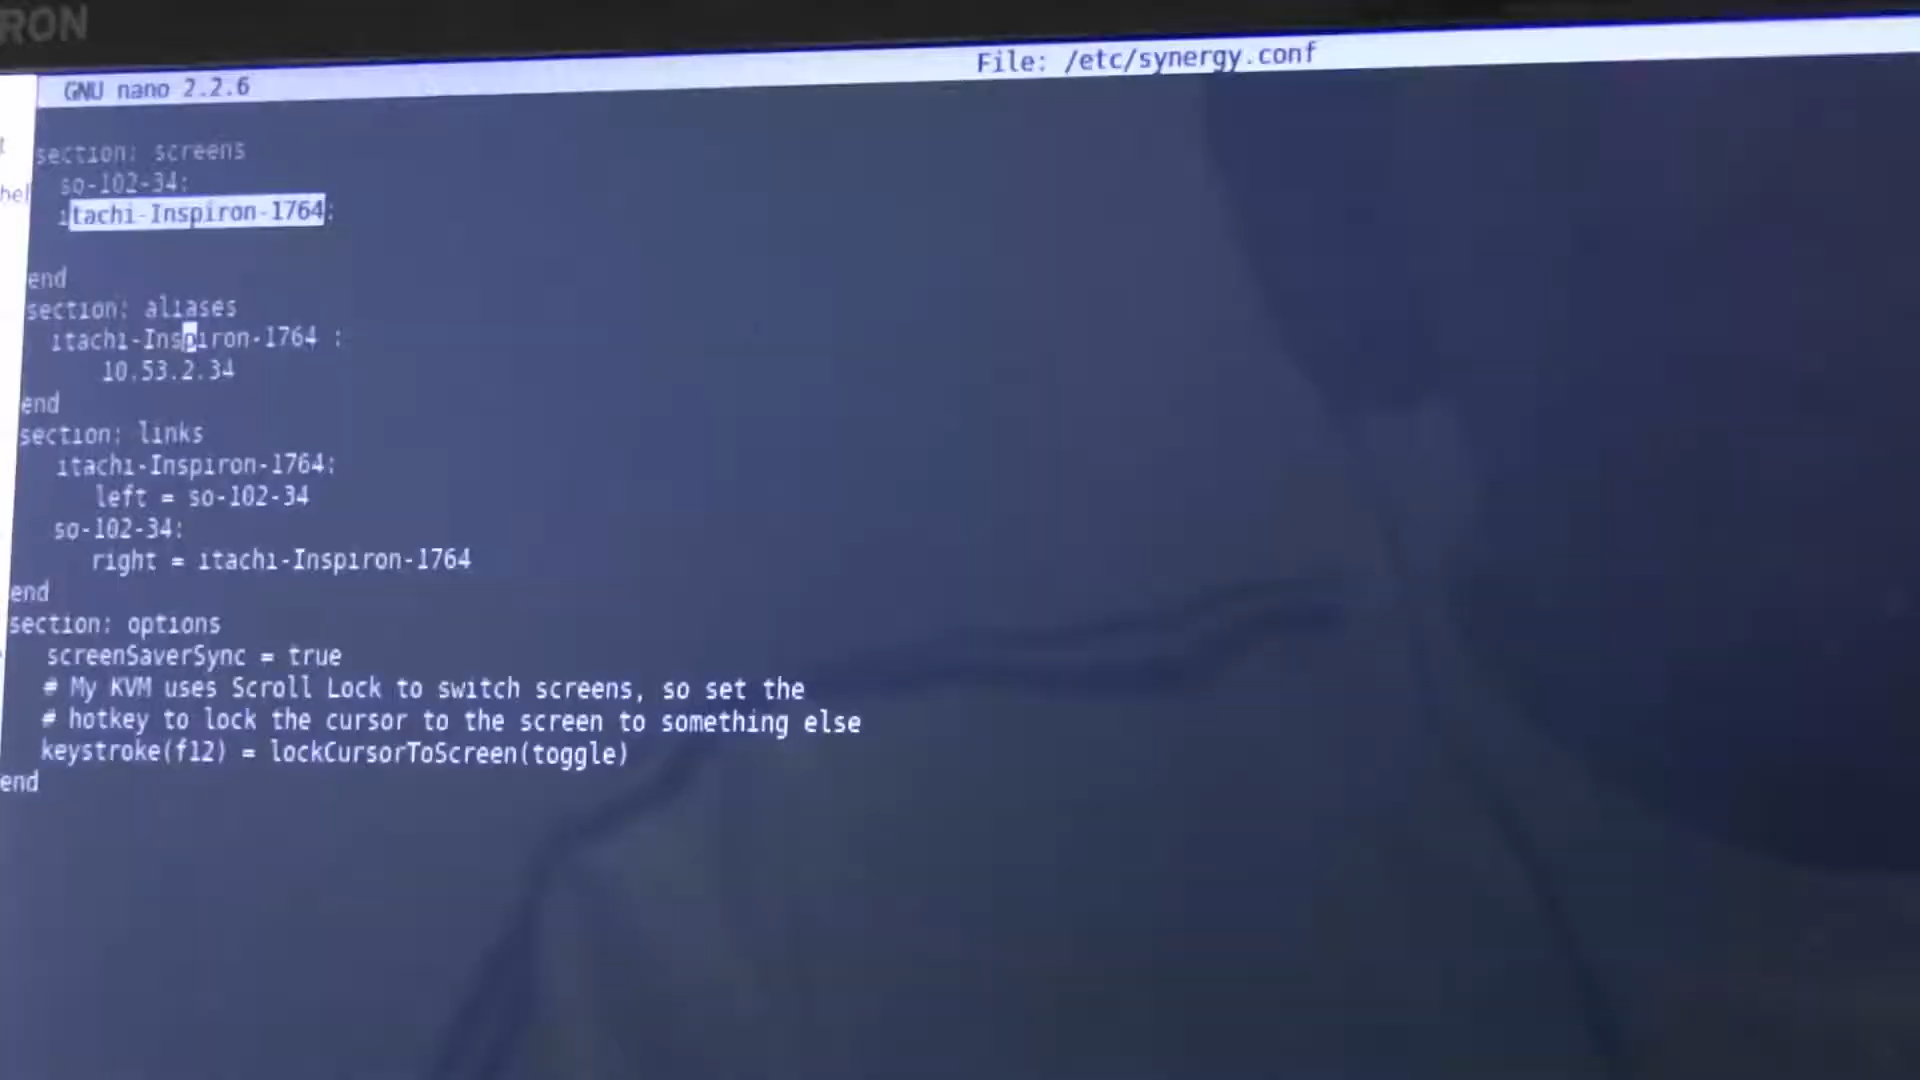 RON
GNU nano 2.2.6
File: /etc/synergy.conf
section: screens
so-102-34:
itachi-Inspiron-1764:
end
section: aliases
itachi-Inspiron-1764 :
10.53.2.34
end
section: links
itachi-Inspiron-1764:
left = so-102-34
so-102-34:
right = itachi-Inspiron-1764
end
section: options
screenSaverSync = true
# My KVM uses Scroll Lock to switch screens, so set the
# hotkey to lock the cursor to the screen to something else
keystroke(f12) = lockCursorToScreen(toggle)
end